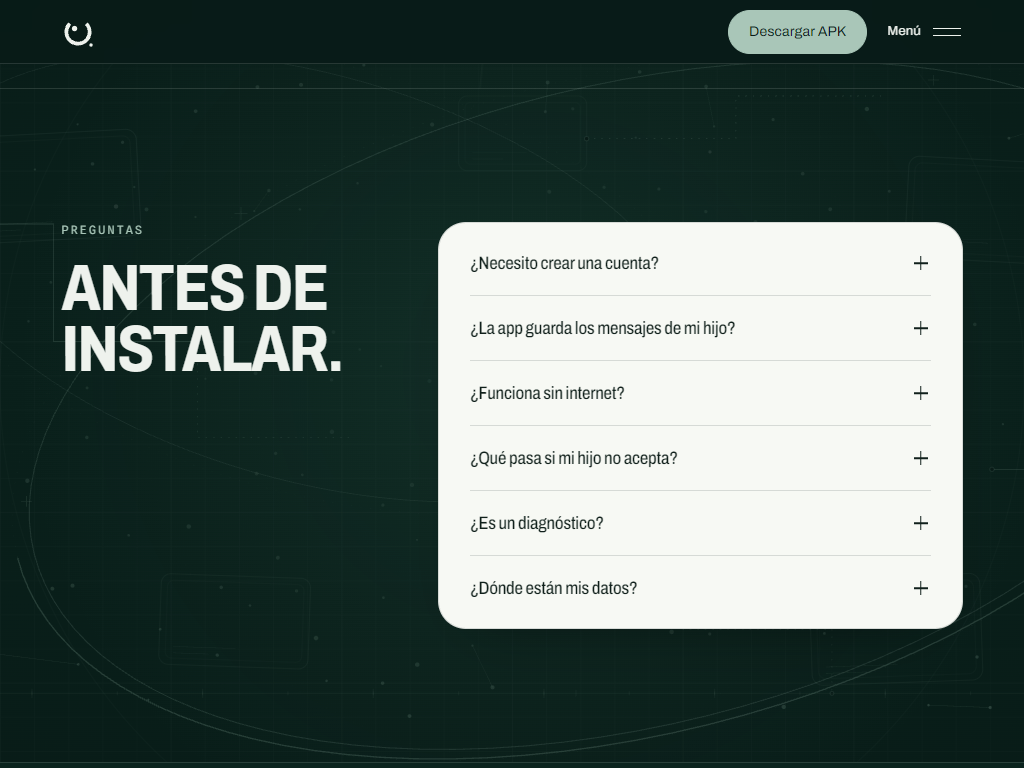 Descargar APK
Menú
PREGUNTAS
ANTES DE
INSTALAR.
¿Necesito crear una cuenta?
¿La app guarda los mensajes de mi hijo?
¿Funciona sin internet?
¿Qué pasa si mi hijo no acepta?
¿Es un diagnóstico?
¿Dónde están mis datos?